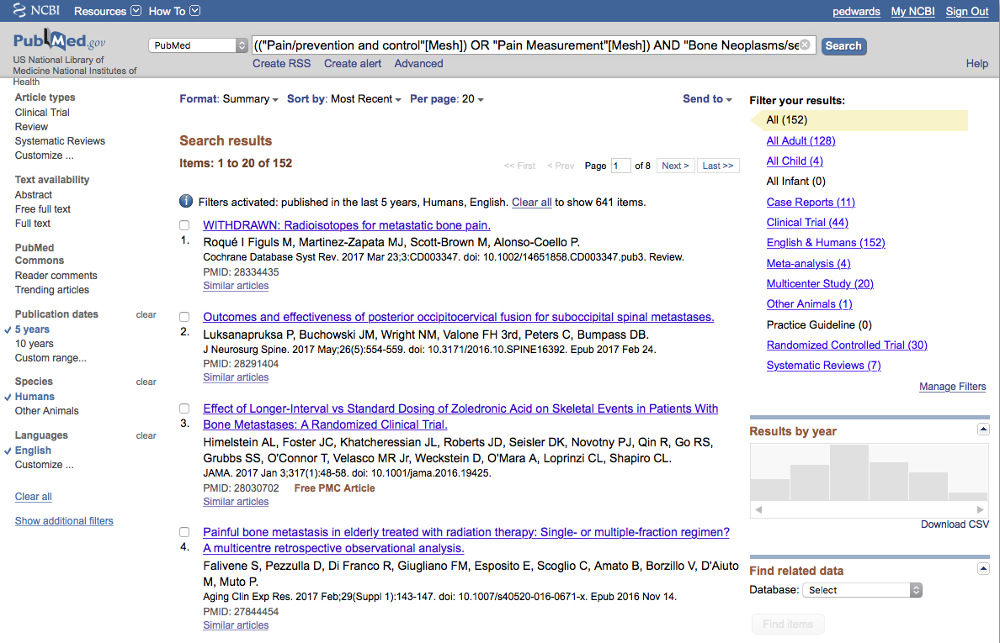 NCBI Resources How To
pedwards My NCBI Sign Out
PubMed.gov
US National Library of
Medicine National Institutes of
Health
PubMed
(("Pain/prevention and control"[Mesh]) OR "Pain Measurement"[Mesh]) AND "Bone Neoplasms/se
Search
Create RSS Create alert Advanced
Help
Article types
Clinical Trial
Review
Systematic Reviews
Customize ...
Text availability
Abstract
Free full text
Full text
PubMed
Commons
Reader comments
Trending articles
Publication dates clear
5 years
10 years
Custom range...
Species clear
Humans
Other Animals
Languages clear
English
Customize ...
Clear all
Show additional filters
Format: Summary Sort by: Most Recent Per page: 20 Send to
Search results
Items: 1 to 20 of 152
<< First < Prev Page 1 of 8 Next > Last >>
Filters activated: published in the last 5 years, Humans, English. Clear all to show 641 items.
WITHDRAWN: Radioisotopes for metastatic bone pain.
1. Roqué I Figuls M, Martinez-Zapata MJ, Scott-Brown M, Alonso-Coello P.
Cochrane Database Syst Rev. 2017 Mar 23;3:CD003347. doi: 10.1002/14651858.CD003347.pub3. Review.
PMID: 28334435
Similar articles
Outcomes and effectiveness of posterior occipitocervical fusion for suboccipital spinal metastases.
2. Luksanapruksa P, Buchowski JM, Wright NM, Valone FH 3rd, Peters C, Bumpass DB.
J Neurosurg Spine. 2017 May;26(5):554-559. doi: 10.3171/2016.10.SPINE16392. Epub 2017 Feb 24.
PMID: 28291404
Similar articles
Effect of Longer-Interval vs Standard Dosing of Zoledronic Acid on Skeletal Events in Patients With
3. Bone Metastases: A Randomized Clinical Trial.
Himelstein AL, Foster JC, Khatcheressian JL, Roberts JD, Seisler DK, Novotny PJ, Qin R, Go RS,
Grubbs SS, O'Connor T, Velasco MR Jr, Weckstein D, O'Mara A, Loprinzi CL, Shapiro CL.
JAMA. 2017 Jan 3;317(1):48-58. doi: 10.1001/jama.2016.19425.
PMID: 28030702 Free PMC Article
Similar articles
Painful bone metastasis in elderly treated with radiation therapy: Single- or multiple-fraction regimen?
4. A multicentre retrospective observational analysis.
Falivene S, Pezzulla D, Di Franco R, Giugliano FM, Esposito E, Scoglio C, Amato B, Borzillo V, D'Aiuto
M, Muto P.
Aging Clin Exp Res. 2017 Feb;29(Suppl 1):143-147. doi: 10.1007/s40520-016-0671-x. Epub 2016 Nov 14.
PMID: 27844454
Similar articles
Filter your results:
All (152)
All Adult (128)
All Child (4)
All Infant (0)
Case Reports (11)
Clinical Trial (44)
English & Humans (152)
Meta-analysis (4)
Multicenter Study (20)
Other Animals (1)
Practice Guideline (0)
Randomized Controlled Trial (30)
Systematic Reviews (7)
Manage Filters
Results by year
Download CSV
Find related data
Database: Select
Find items